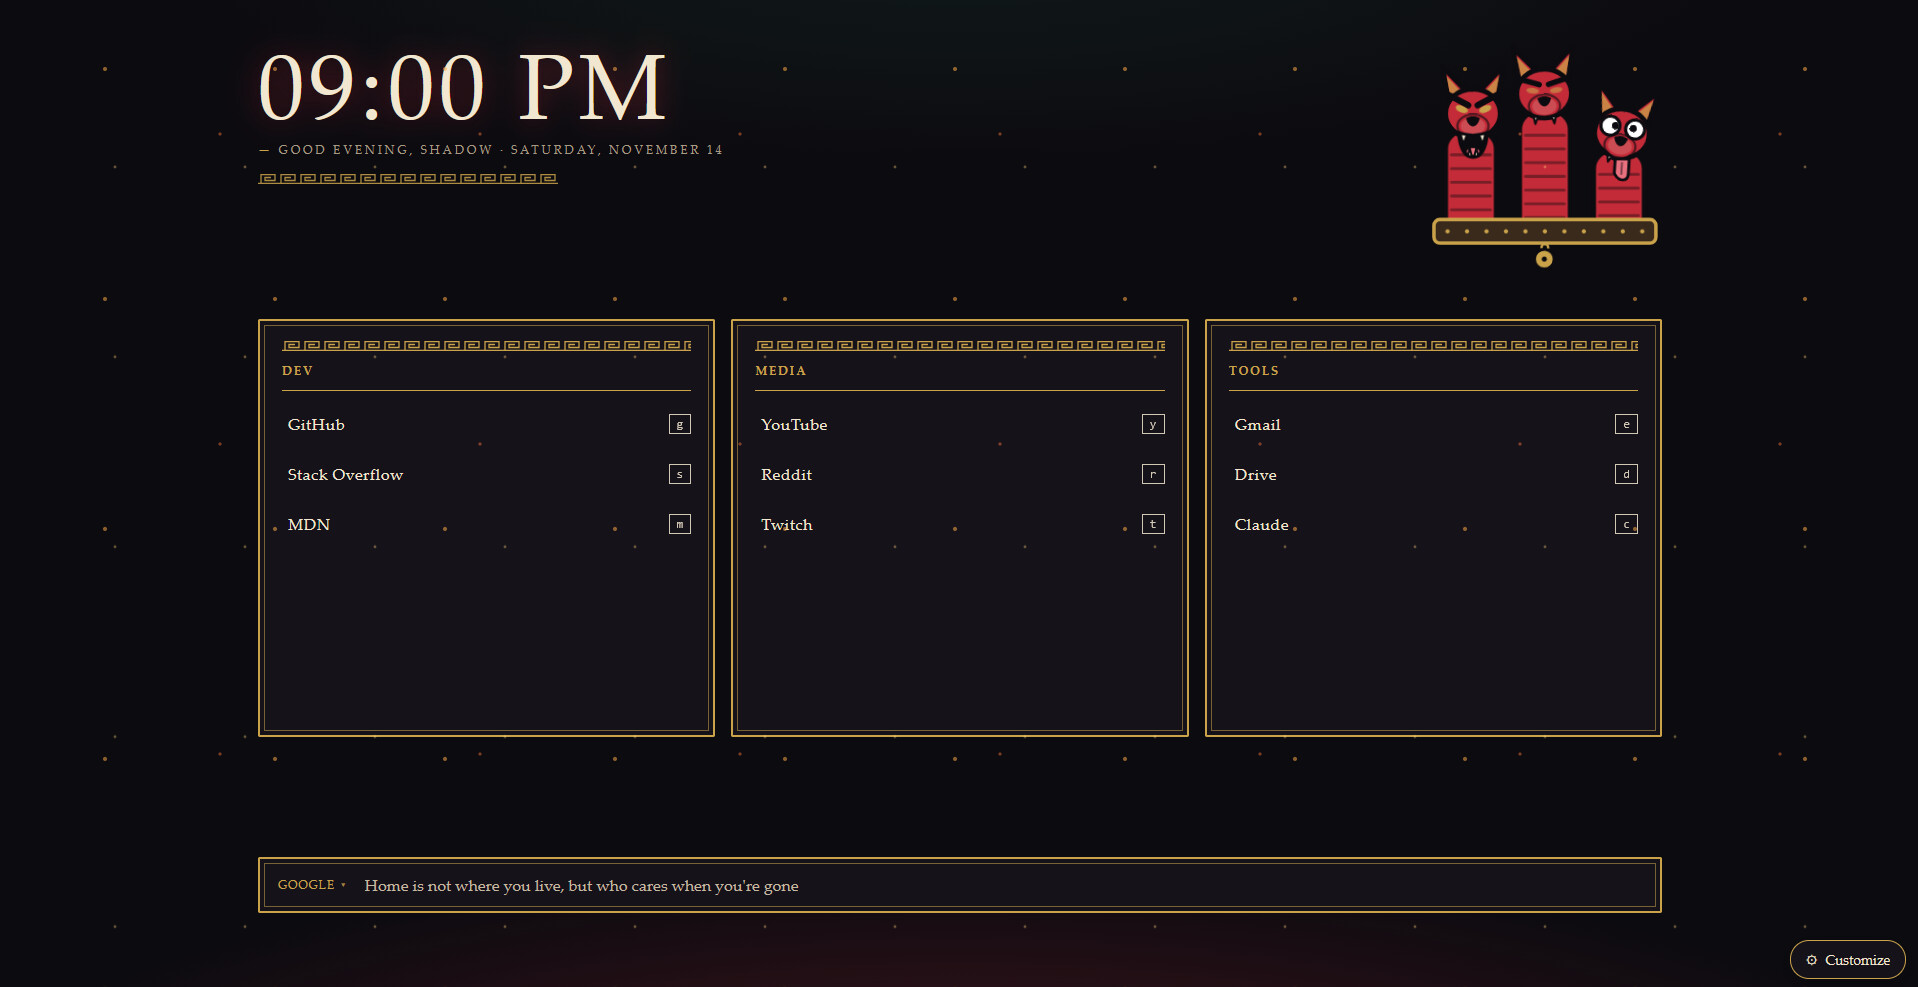 09:00 PM
— GOOD EVENING, SHADOW · SATURDAY, NOVEMBER 14
DEV
GitHub g
Stack Overflow s
MDN m
MEDIA
YouTube y
Reddit r
Twitch t
TOOLS
Gmail e
Drive d
Claude c
GOOGLE ▾ Home is not where you live, but who cares when you're gone
⚙ Customize